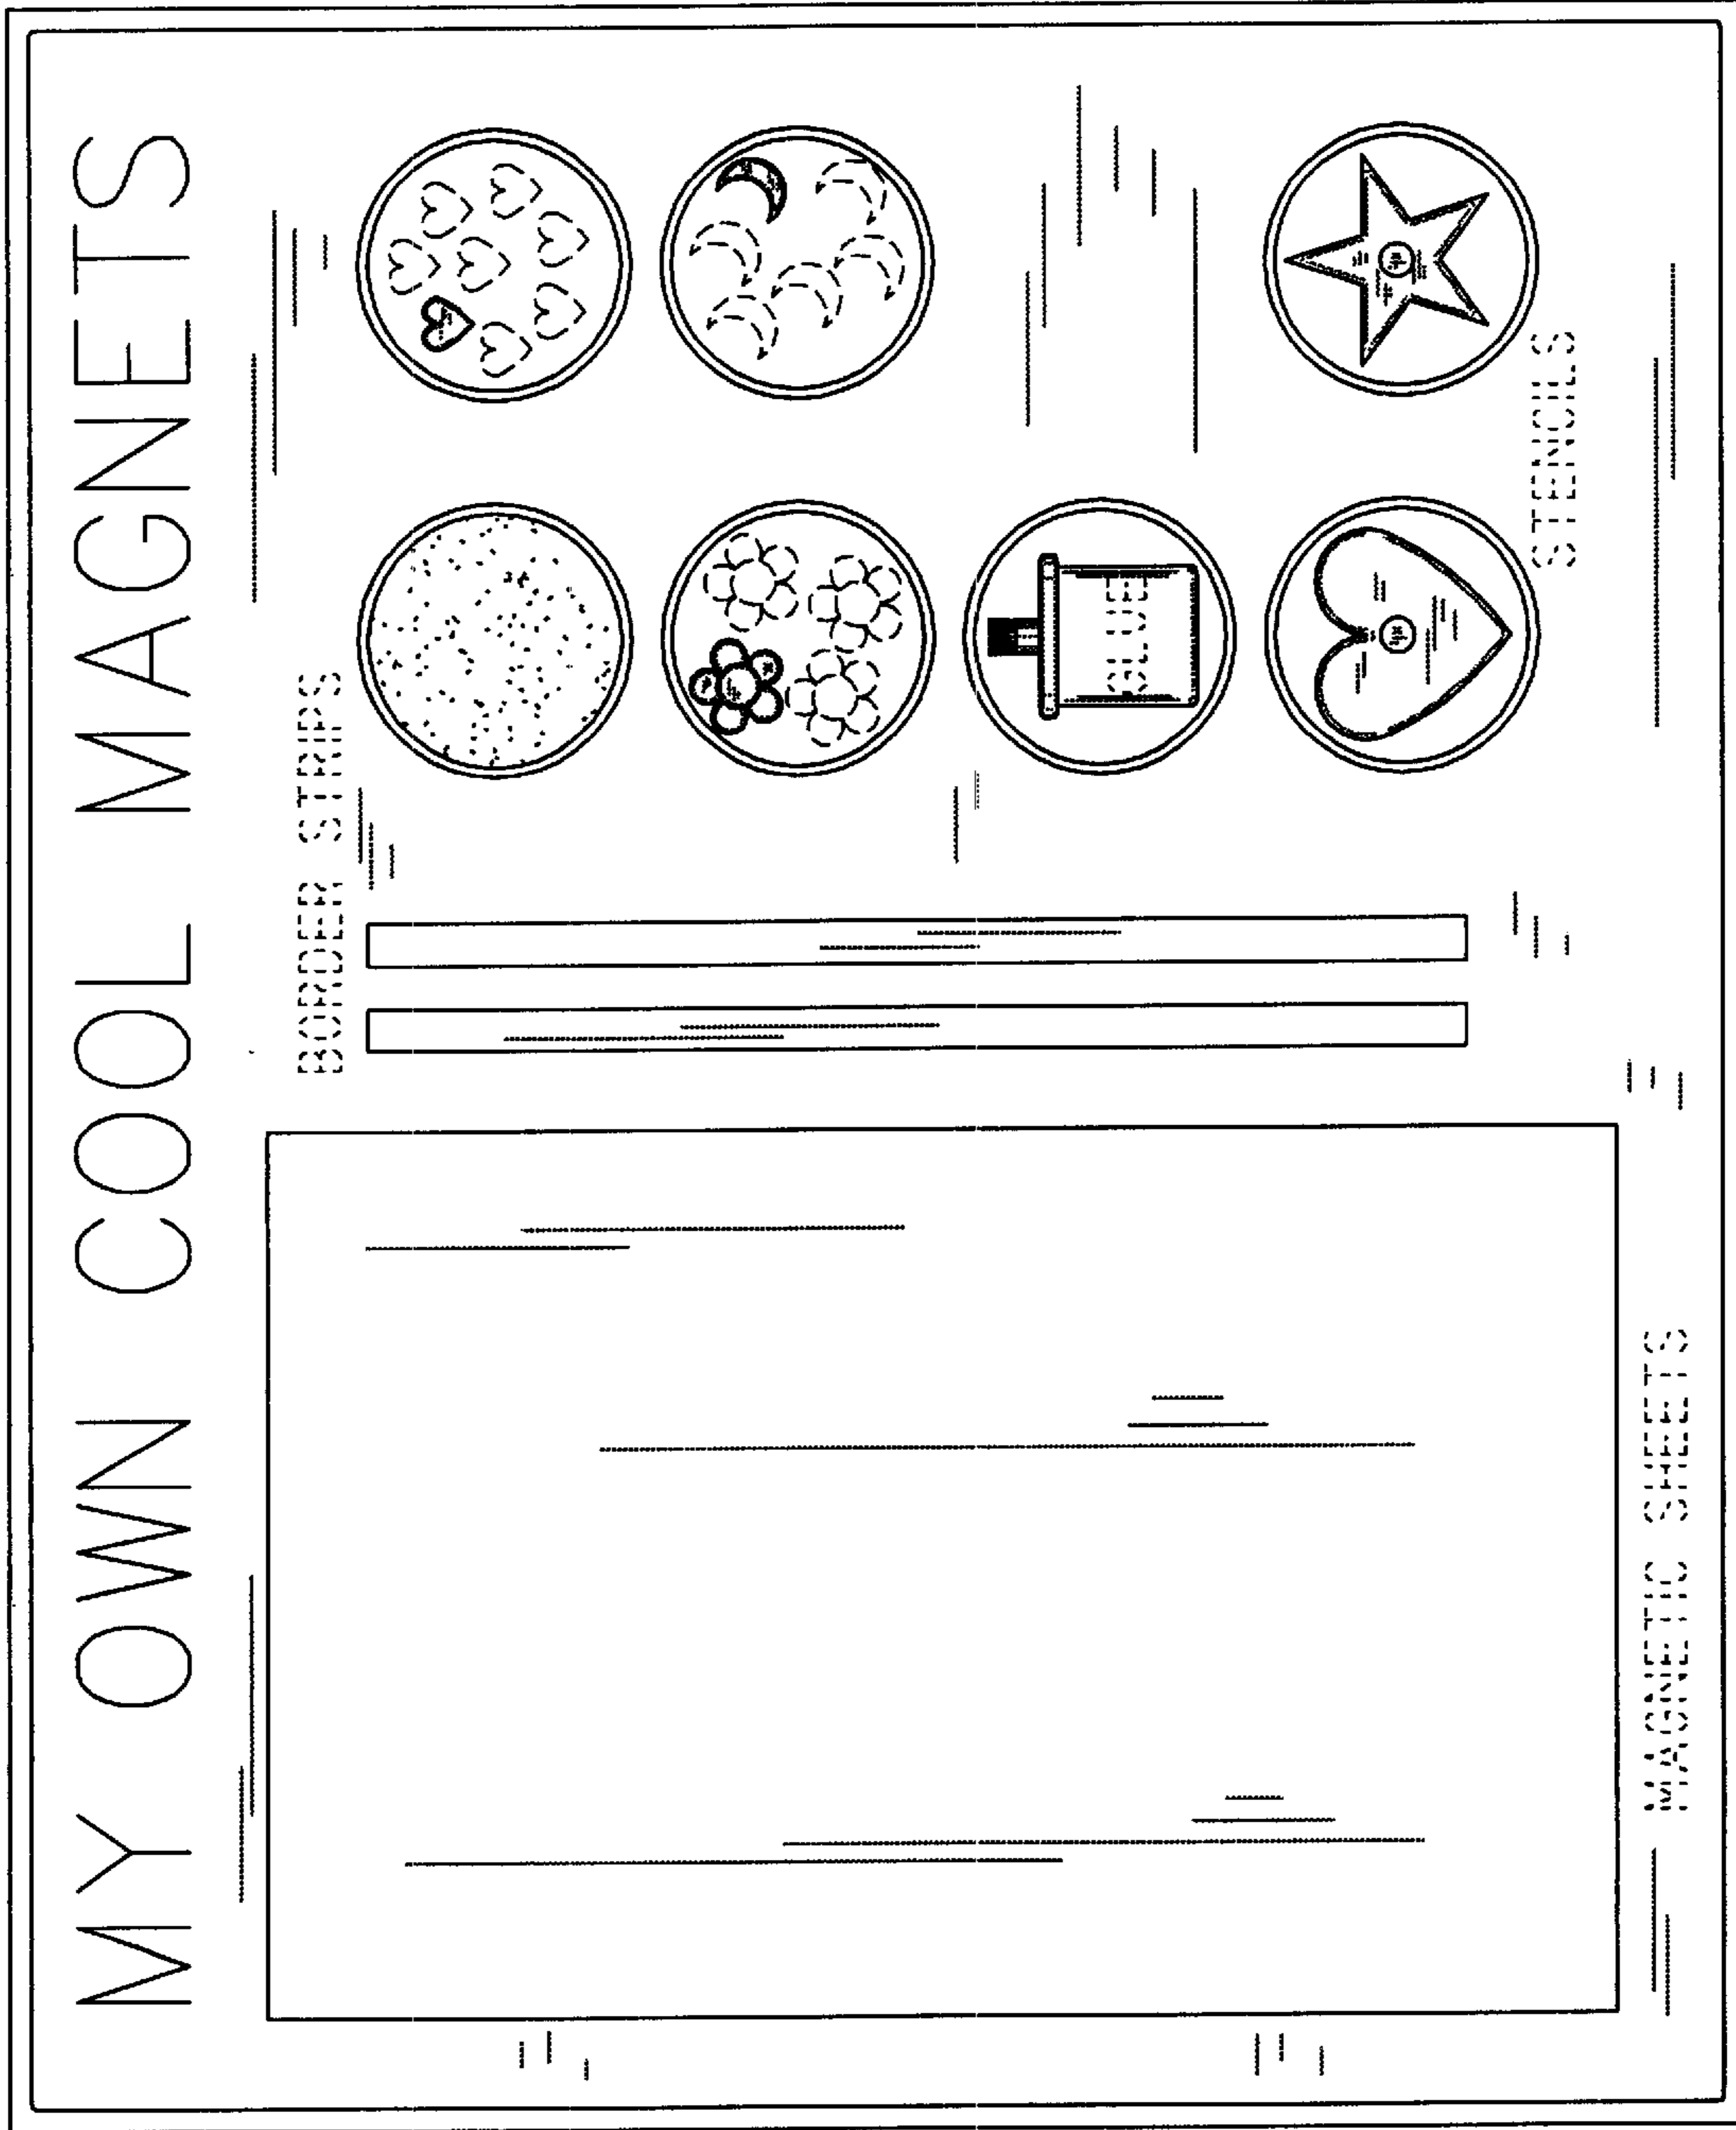 MY OWN COOL MAGNETS
BORDER STRIPS
GLUE
STENCILS
MAGNETIC SHEETS